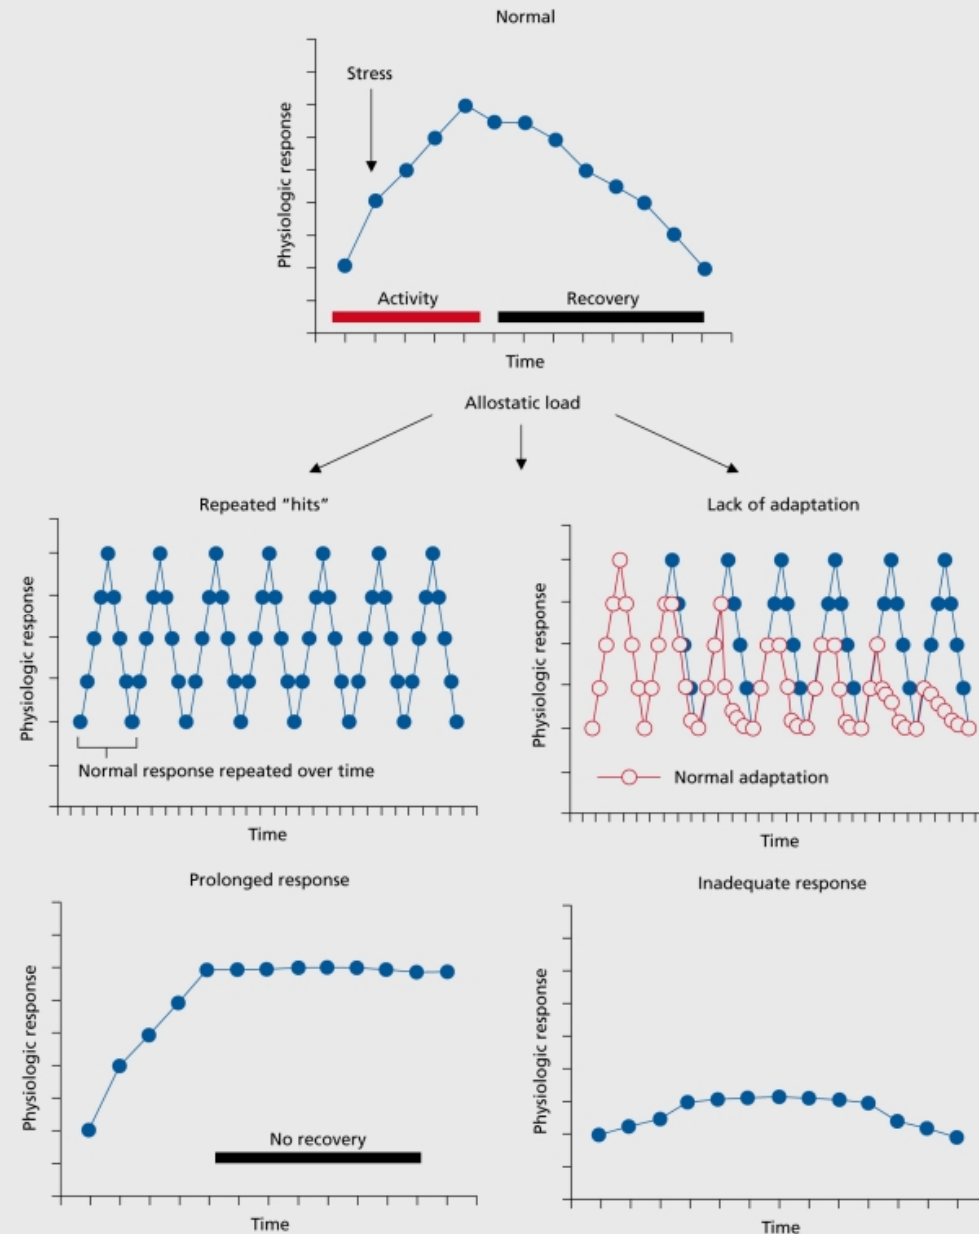 Normal
Stress
Physiologic response
Activity
Recovery
Time
Allostatic load
Repeated “hits”
Physiologic response
Normal response repeated over time
Time
Lack of adaptation
Physiologic response
Normal adaptation
Time
Prolonged response
Physiologic response
No recovery
Time
Inadequate response
Physiologic response
Time